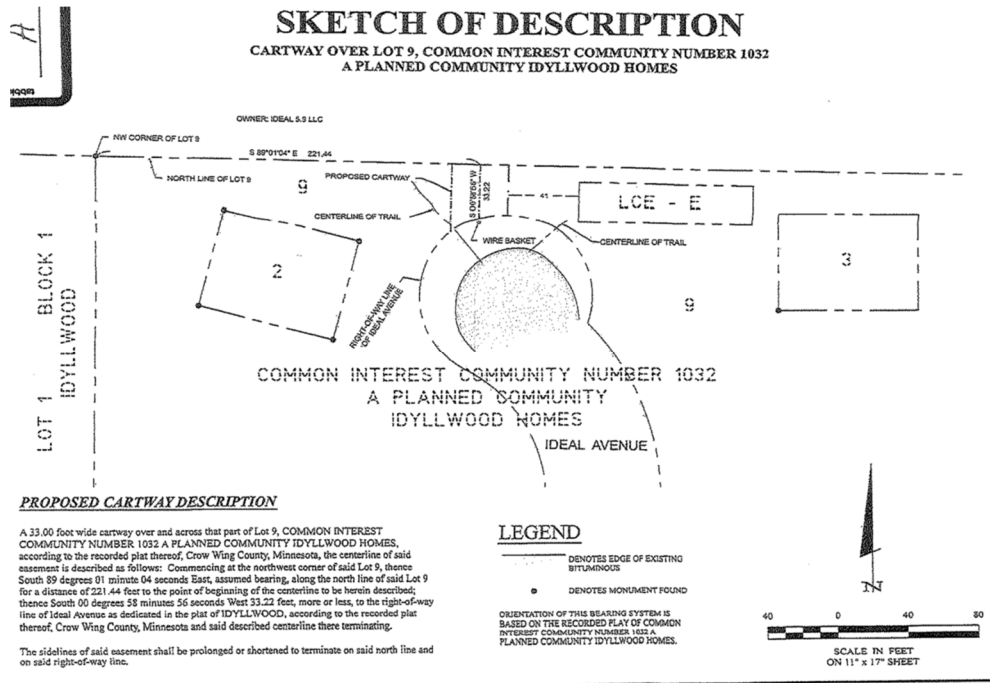 A
SKETCH OF DESCRIPTION
CARTWAY OVER LOT 9, COMMON INTEREST COMMUNITY NUMBER 1032
A PLANNED COMMUNITY IDYLLWOOD HOMES
OWNER: IDEAL S.S LLC
NW CORNER OF LOT 9
S 89°01'04" E 221.44
NORTH LINE OF LOT 9
9
PROPOSED CARTWAY
S 00°58'56" W
33.22
41
LCE - E
CENTERLINE OF TRAIL
WIRE BASKET
CENTERLINE OF TRAIL
2
3
9
RIGHT-OF-WAY LINE
OF IDEAL AVENUE
LOT 1 BLOCK 1
IDYLLWOOD
COMMON INTEREST COMMUNITY NUMBER 1032
A PLANNED COMMUNITY
IDYLLWOOD HOMES
IDEAL AVENUE
PROPOSED CARTWAY DESCRIPTION
A 33.00 foot wide cartway over and across that part of Lot 9, COMMON INTEREST
COMMUNITY NUMBER 1032 A PLANNED COMMUNITY IDYLLWOOD HOMES,
according to the recorded plat thereof, Crow Wing County, Minnesota, the centerline of said
easement is described as follows: Commencing at the northwest corner of said Lot 9, thence
South 89 degrees 01 minute 04 seconds East, assumed bearing, along the north line of said Lot 9
for a distance of 221.44 feet to the point of beginning of the centerline to be herein described;
thence South 00 degrees 58 minutes 56 seconds West 33.22 feet, more or less, to the right-of-way
line of Ideal Avenue as dedicated in the plat of IDYLLWOOD, according to the recorded plat
thereof, Crow Wing County, Minnesota and said described centerline there terminating.
The sidelines of said easement shall be prolonged or shortened to terminate on said north line and
on said right-of-way line.
LEGEND
DENOTES EDGE OF EXISTING
BITUMINOUS
DENOTES MONUMENT FOUND
ORIENTATION OF THIS BEARING SYSTEM IS
BASED ON THE RECORDED PLAY OF COMMON
INTEREST COMMUNITY NUMBER 1032 A
PLANNED COMMUNITY IDYLLWOOD HOMES.
N
40 0 40 80
SCALE IN FEET
ON 11" x 17" SHEET